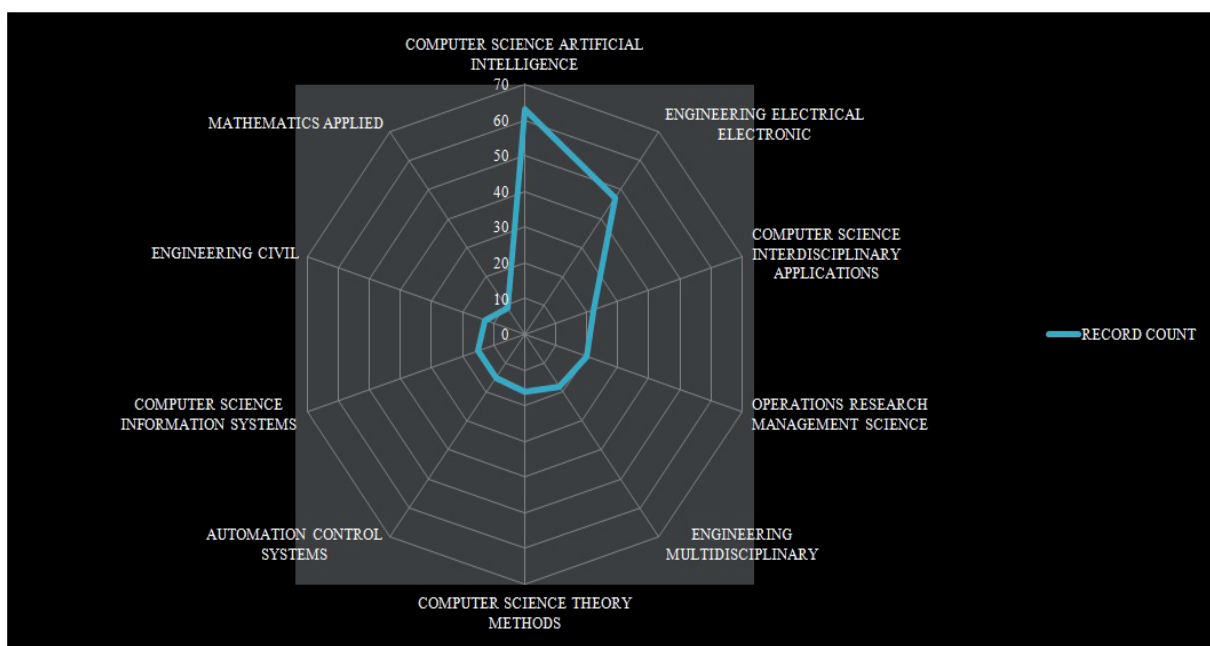 COMPUTER SCIENCE ARTIFICIAL
INTELLIGENCE
ENGINEERING ELECTRICAL
ELECTRONIC
COMPUTER SCIENCE
INTERDISCIPLINARY
APPLICATIONS
OPERATIONS RESEARCH
MANAGEMENT SCIENCE
ENGINEERING
MULTIDISCIPLINARY
COMPUTER SCIENCE THEORY
METHODS
AUTOMATION CONTROL
SYSTEMS
COMPUTER SCIENCE
INFORMATION SYSTEMS
ENGINEERING CIVIL
MATHEMATICS APPLIED
70
60
50
40
30
20
10
0
RECORD COUNT